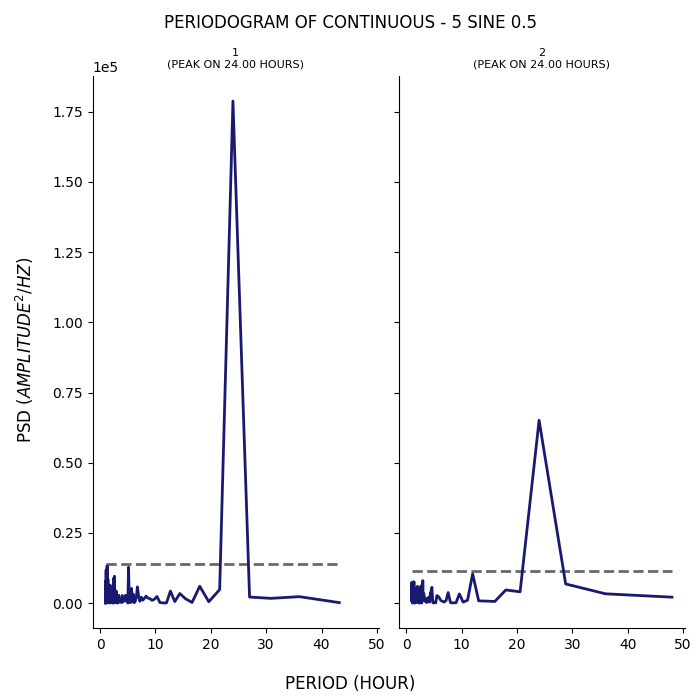 PERIODOGRAM OF CONTINUOUS - 5 SINE 0.5
1
(PEAK ON 24.00 HOURS)
2
(PEAK ON 24.00 HOURS)
1e5
1.75
1.50
1.25
1.00
0.75
0.50
0.25
0.00
PSD (AMPLITUDE²/HZ)
0 10 20 30 40 50
0 10 20 30 40 50
PERIOD (HOUR)